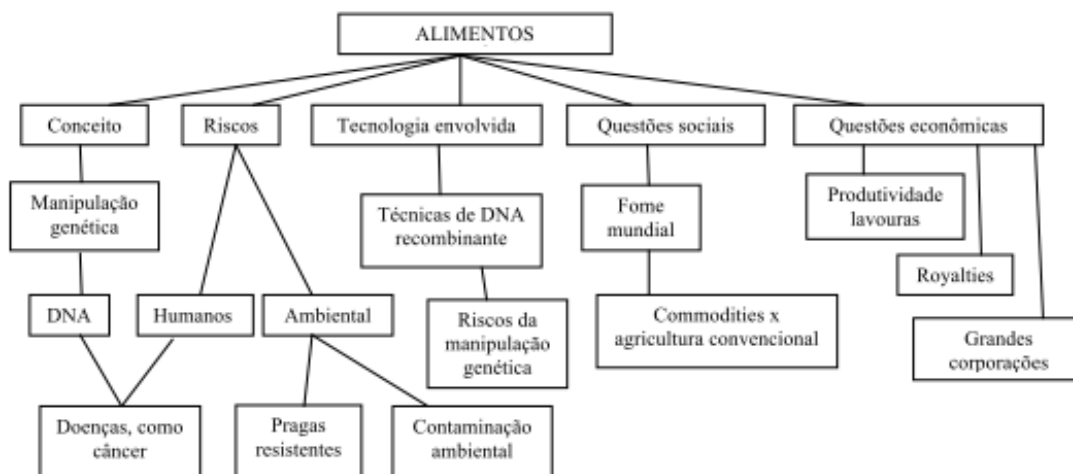 ALIMENTOS
Conceito
Riscos
Tecnologia envolvida
Questões sociais
Questões econômicas
Manipulação
genética
Técnicas de DNA
recombinante
Fome
mundial
Produtividade
lavouras
Royalties
DNA
Humanos
Ambiental
Riscos da
manipulação
genética
Commodities x
agricultura convencional
Grandes
corporações
Doenças, como
câncer
Pragas
resistentes
Contaminação
ambiental